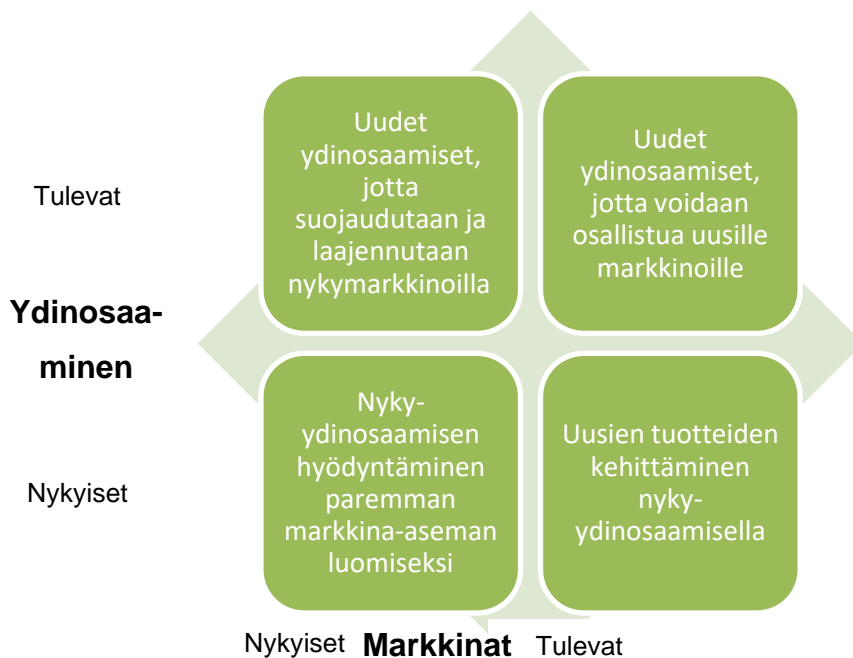 Uudet
ydinosaamiset,
jotta
suojaudutaan ja
laajennutaan
nykymarkkinoilla
Uudet
ydinosaamiset,
jotta voidaan
osallistua uusille
markkinoille
Tulevat
Ydinosaa-
minen
Nyky-
ydinosaamisen
hyödyntäminen
paremman
markkina-aseman
luomiseksi
Uusien tuotteiden
kehittäminen
nyky-
ydinosaamisella
Nykyiset
Nykyiset Markkinat Tulevat